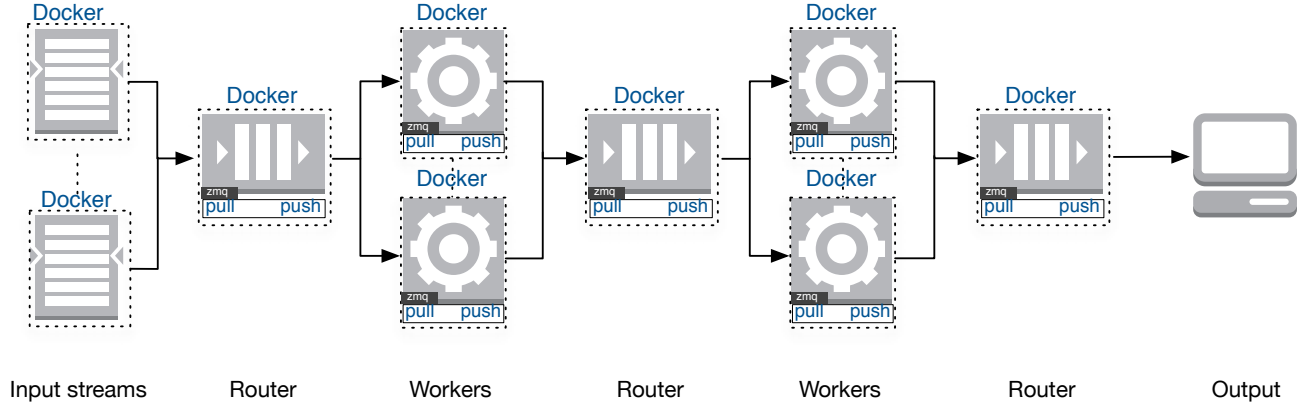 Docker
Docker
Docker
zmq
pull push
Docker
zmq
pull push
Docker
zmq
pull push
Docker
zmq
pull push
Docker
zmq
pull push
Docker
zmq
pull push
Docker
zmq
pull push
Input streams
Router
Workers
Router
Workers
Router
Output